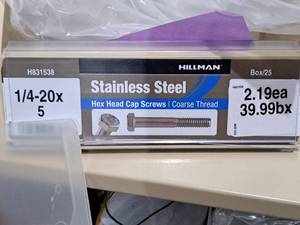 HILLMAN
H831538
Box/25
Stainless Steel
Hex Head Cap Screws | Coarse Thread
1/4-20x
5
2.19ea
39.99bx